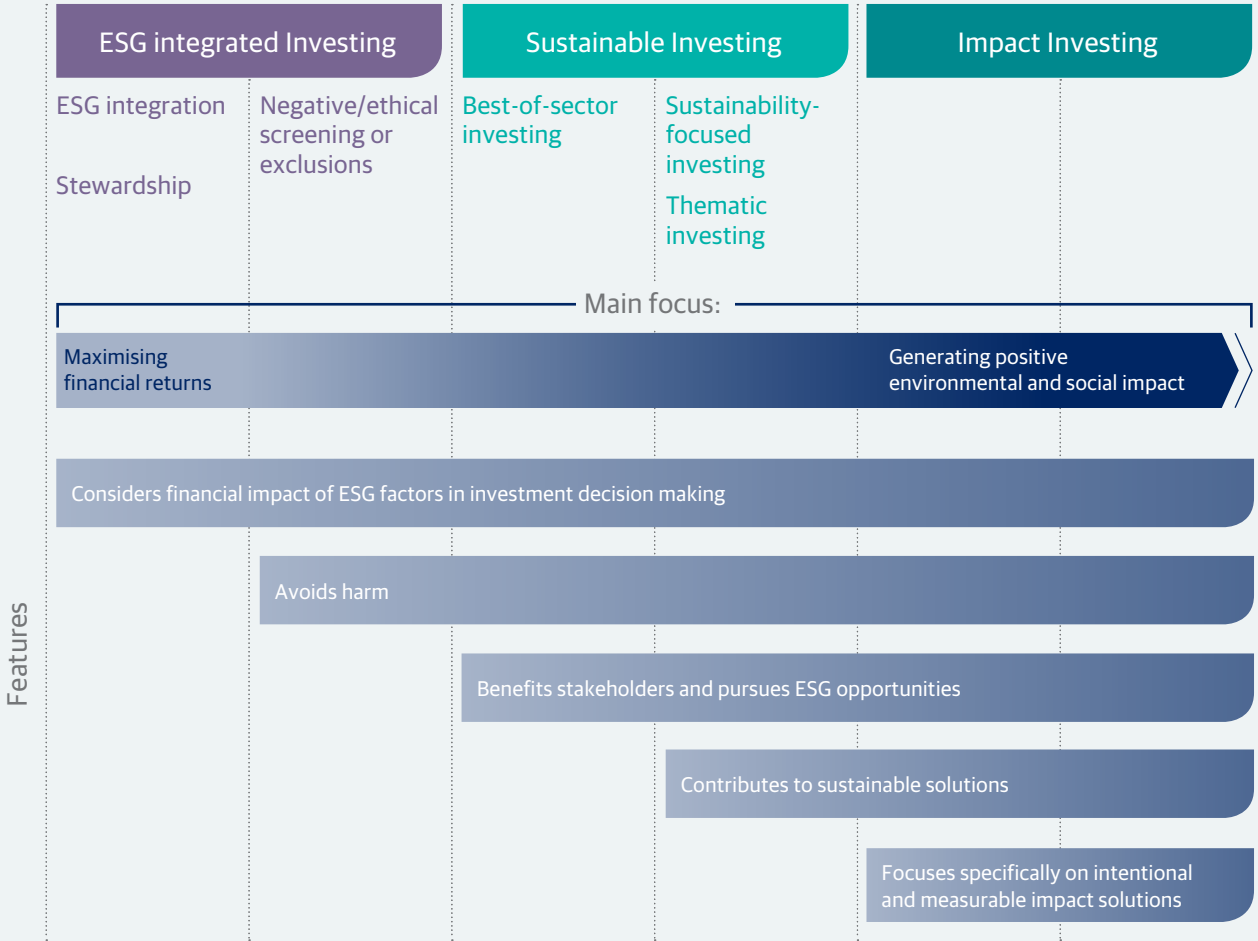 ESG integrated Investing
Sustainable Investing
Impact Investing
ESG integration
Stewardship
Negative/ethical
screening or
exclusions
Best-of-sector
investing
Sustainability-
focused
investing
Thematic
investing
Main focus:
Maximising
financial returns
Generating positive
environmental and social impact
Features
Considers financial impact of ESG factors in investment decision making
Avoids harm
Benefits stakeholders and pursues ESG opportunities
Contributes to sustainable solutions
Focuses specifically on intentional
and measurable impact solutions